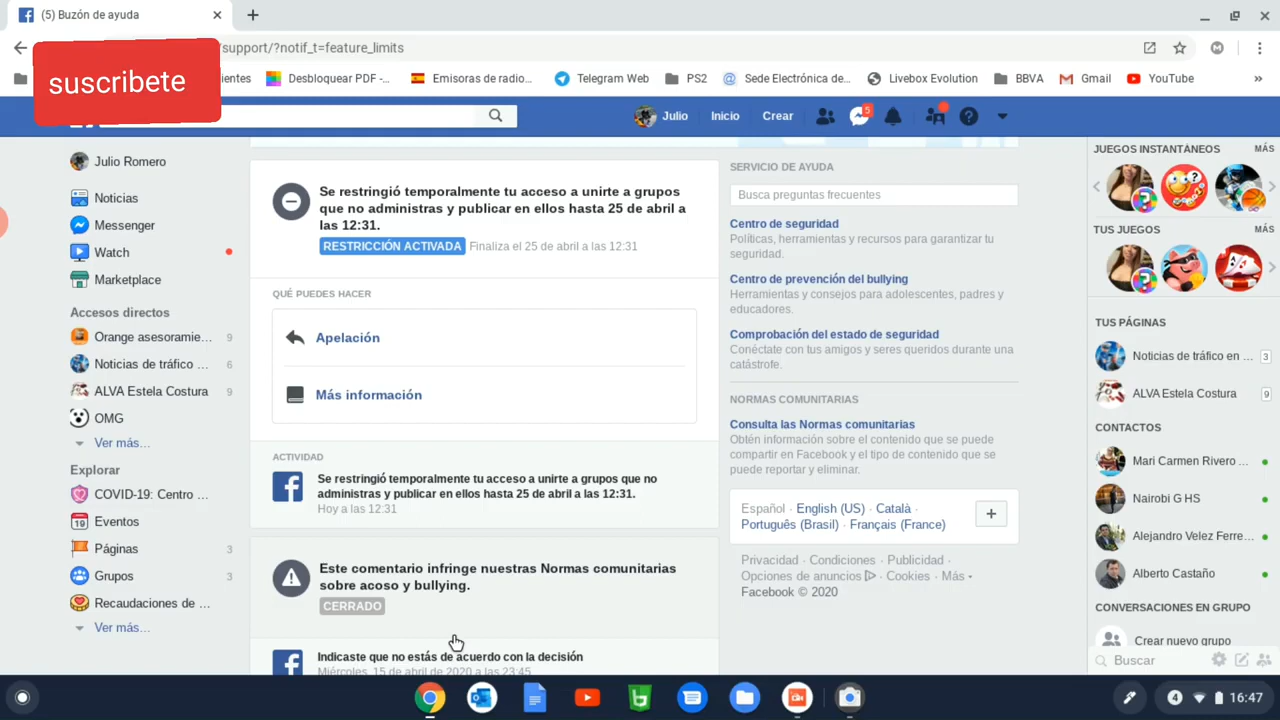 (5) Buzón de ayuda
/support/?notif_t=feature_limits
suscribete
ientes
Desbloquear PDF -...
Emisoras de radio...
Telegram Web
PS2
Sede Electrónica de...
Livebox Evolution
BBVA
Gmail
YouTube
»
Julio
Inicio
Crear
5
Julio Romero
Noticias
Messenger
Watch
Marketplace
Accesos directos
Orange asesoramie... 9
Noticias de tráfico ... 6
ALVA Estela Costura 9
OMG
Ver más...
Explorar
COVID-19: Centro ...
Eventos
Páginas 3
Grupos 3
Recaudaciones de ...
Ver más...
Se restringió temporalmente tu acceso a unirte a grupos
que no administras y publicar en ellos hasta 25 de abril a
las 12:31.
RESTRICCIÓN ACTIVADA Finaliza el 25 de abril a las 12:31
QUÉ PUEDES HACER
Apelación
Más información
ACTIVIDAD
Se restringió temporalmente tu acceso a unirte a grupos que no
administras y publicar en ellos hasta 25 de abril a las 12:31.
Hoy a las 12:31
Este comentario infringe nuestras Normas comunitarias
sobre acoso y bullying.
CERRADO
Indicaste que no estás de acuerdo con la decisión
Miércoles, 15 de abril de 2020 a las 23:45
SERVICIO DE AYUDA
Busca preguntas frecuentes
Centro de seguridad
Políticas, herramientas y recursos para garantizar tu
seguridad.
Centro de prevención del bullying
Herramientas y consejos para adolescentes, padres y
educadores.
Comprobación del estado de seguridad
Conéctate con tus amigos y seres queridos durante una
catástrofe.
NORMAS COMUNITARIAS
Consulta las Normas comunitarias
Obtén información sobre el contenido que se puede
compartir en Facebook y el tipo de contenido que se
puede reportar y eliminar.
Español · English (US) · Català ·
Português (Brasil) · Français (France)
Privacidad · Condiciones · Publicidad ·
Opciones de anuncios · Cookies · Más
Facebook © 2020
JUEGOS INSTANTÁNEOS MÁS
TUS JUEGOS MÁS
TUS PÁGINAS
Noticias de tráfico en ... 3
ALVA Estela Costura 9
CONTACTOS
Mari Carmen Rivero ...
Nairobi G HS
Alejandro Velez Ferre...
Alberto Castaño
CONVERSACIONES EN GRUPO
Crear nuevo grupo
Buscar
4 16:47